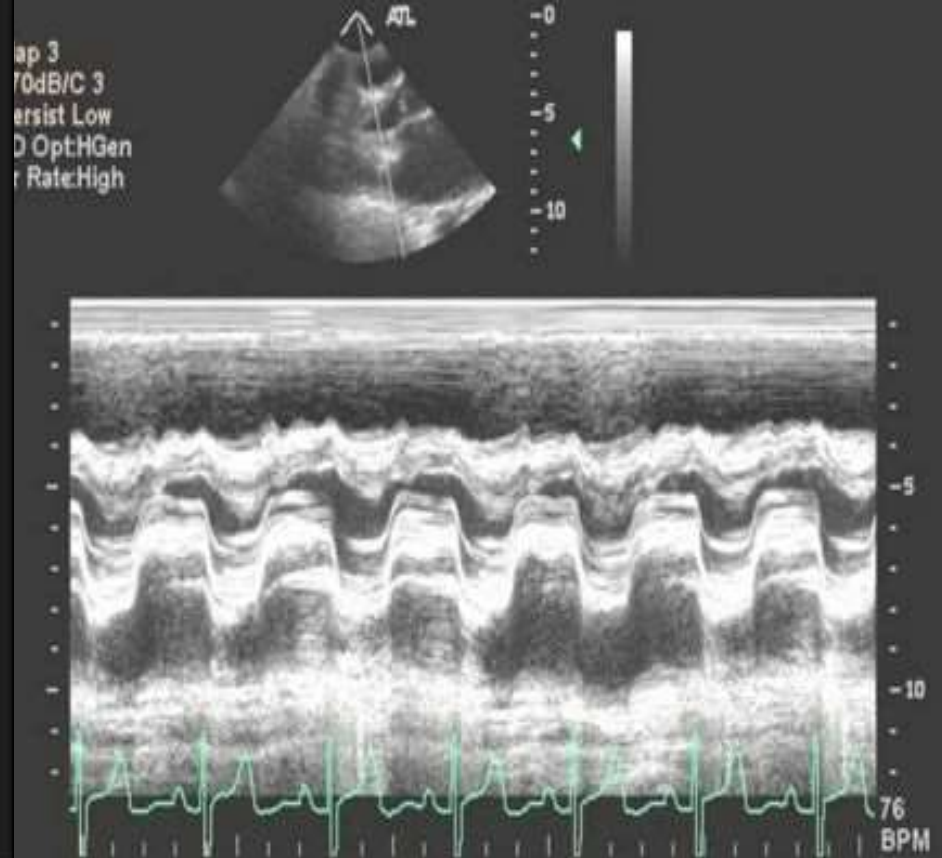 ATL
ap 3
70dB/C 3
ersist Low
D Opt:HGen
r Rate:High
0
5
10
5
10
76
BPM